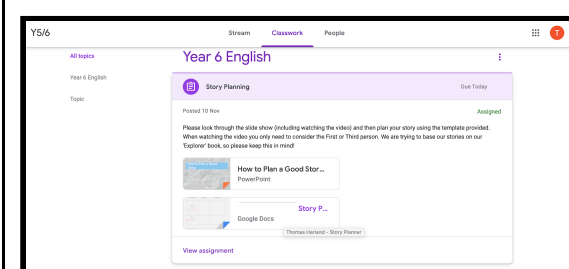 Y5/6
Stream Classwork People
T
All topics
Year 6 English
Topic
Year 6 English
Story Planning
Due Today
Posted 10 Nov
Assigned
Please look through the slide show (including watching the video) and then plan your story using the template provided.
When watching the video you only need to consider the First or Third person. We are trying to base our stories on our
'Explorer' book, so please keep this in mind!
How to Plan a Good Stor...
PowerPoint
Story P...
Google Docs
Thomas Harland - Story Planner
View assignment